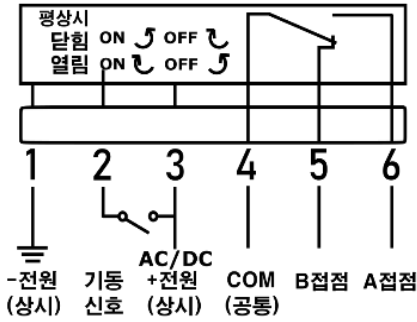 평상시
닫힘 ON OFF
열림 ON OFF
1 2 3 4 5 6
AC/DC
-전원 기동 +전원 COM B접점 A접점
(상시) 신호 (상시) (공통)